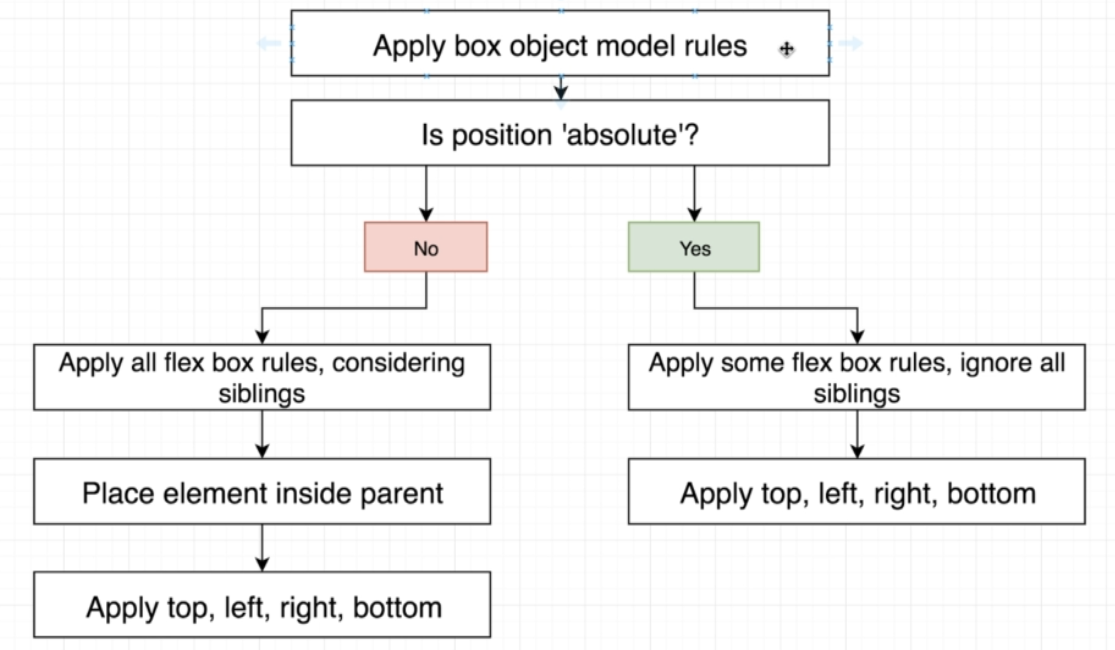 Apply box object model rules
Is position 'absolute'?
No
Yes
Apply all flex box rules, considering
siblings
Apply some flex box rules, ignore all
siblings
Place element inside parent
Apply top, left, right, bottom
Apply top, left, right, bottom